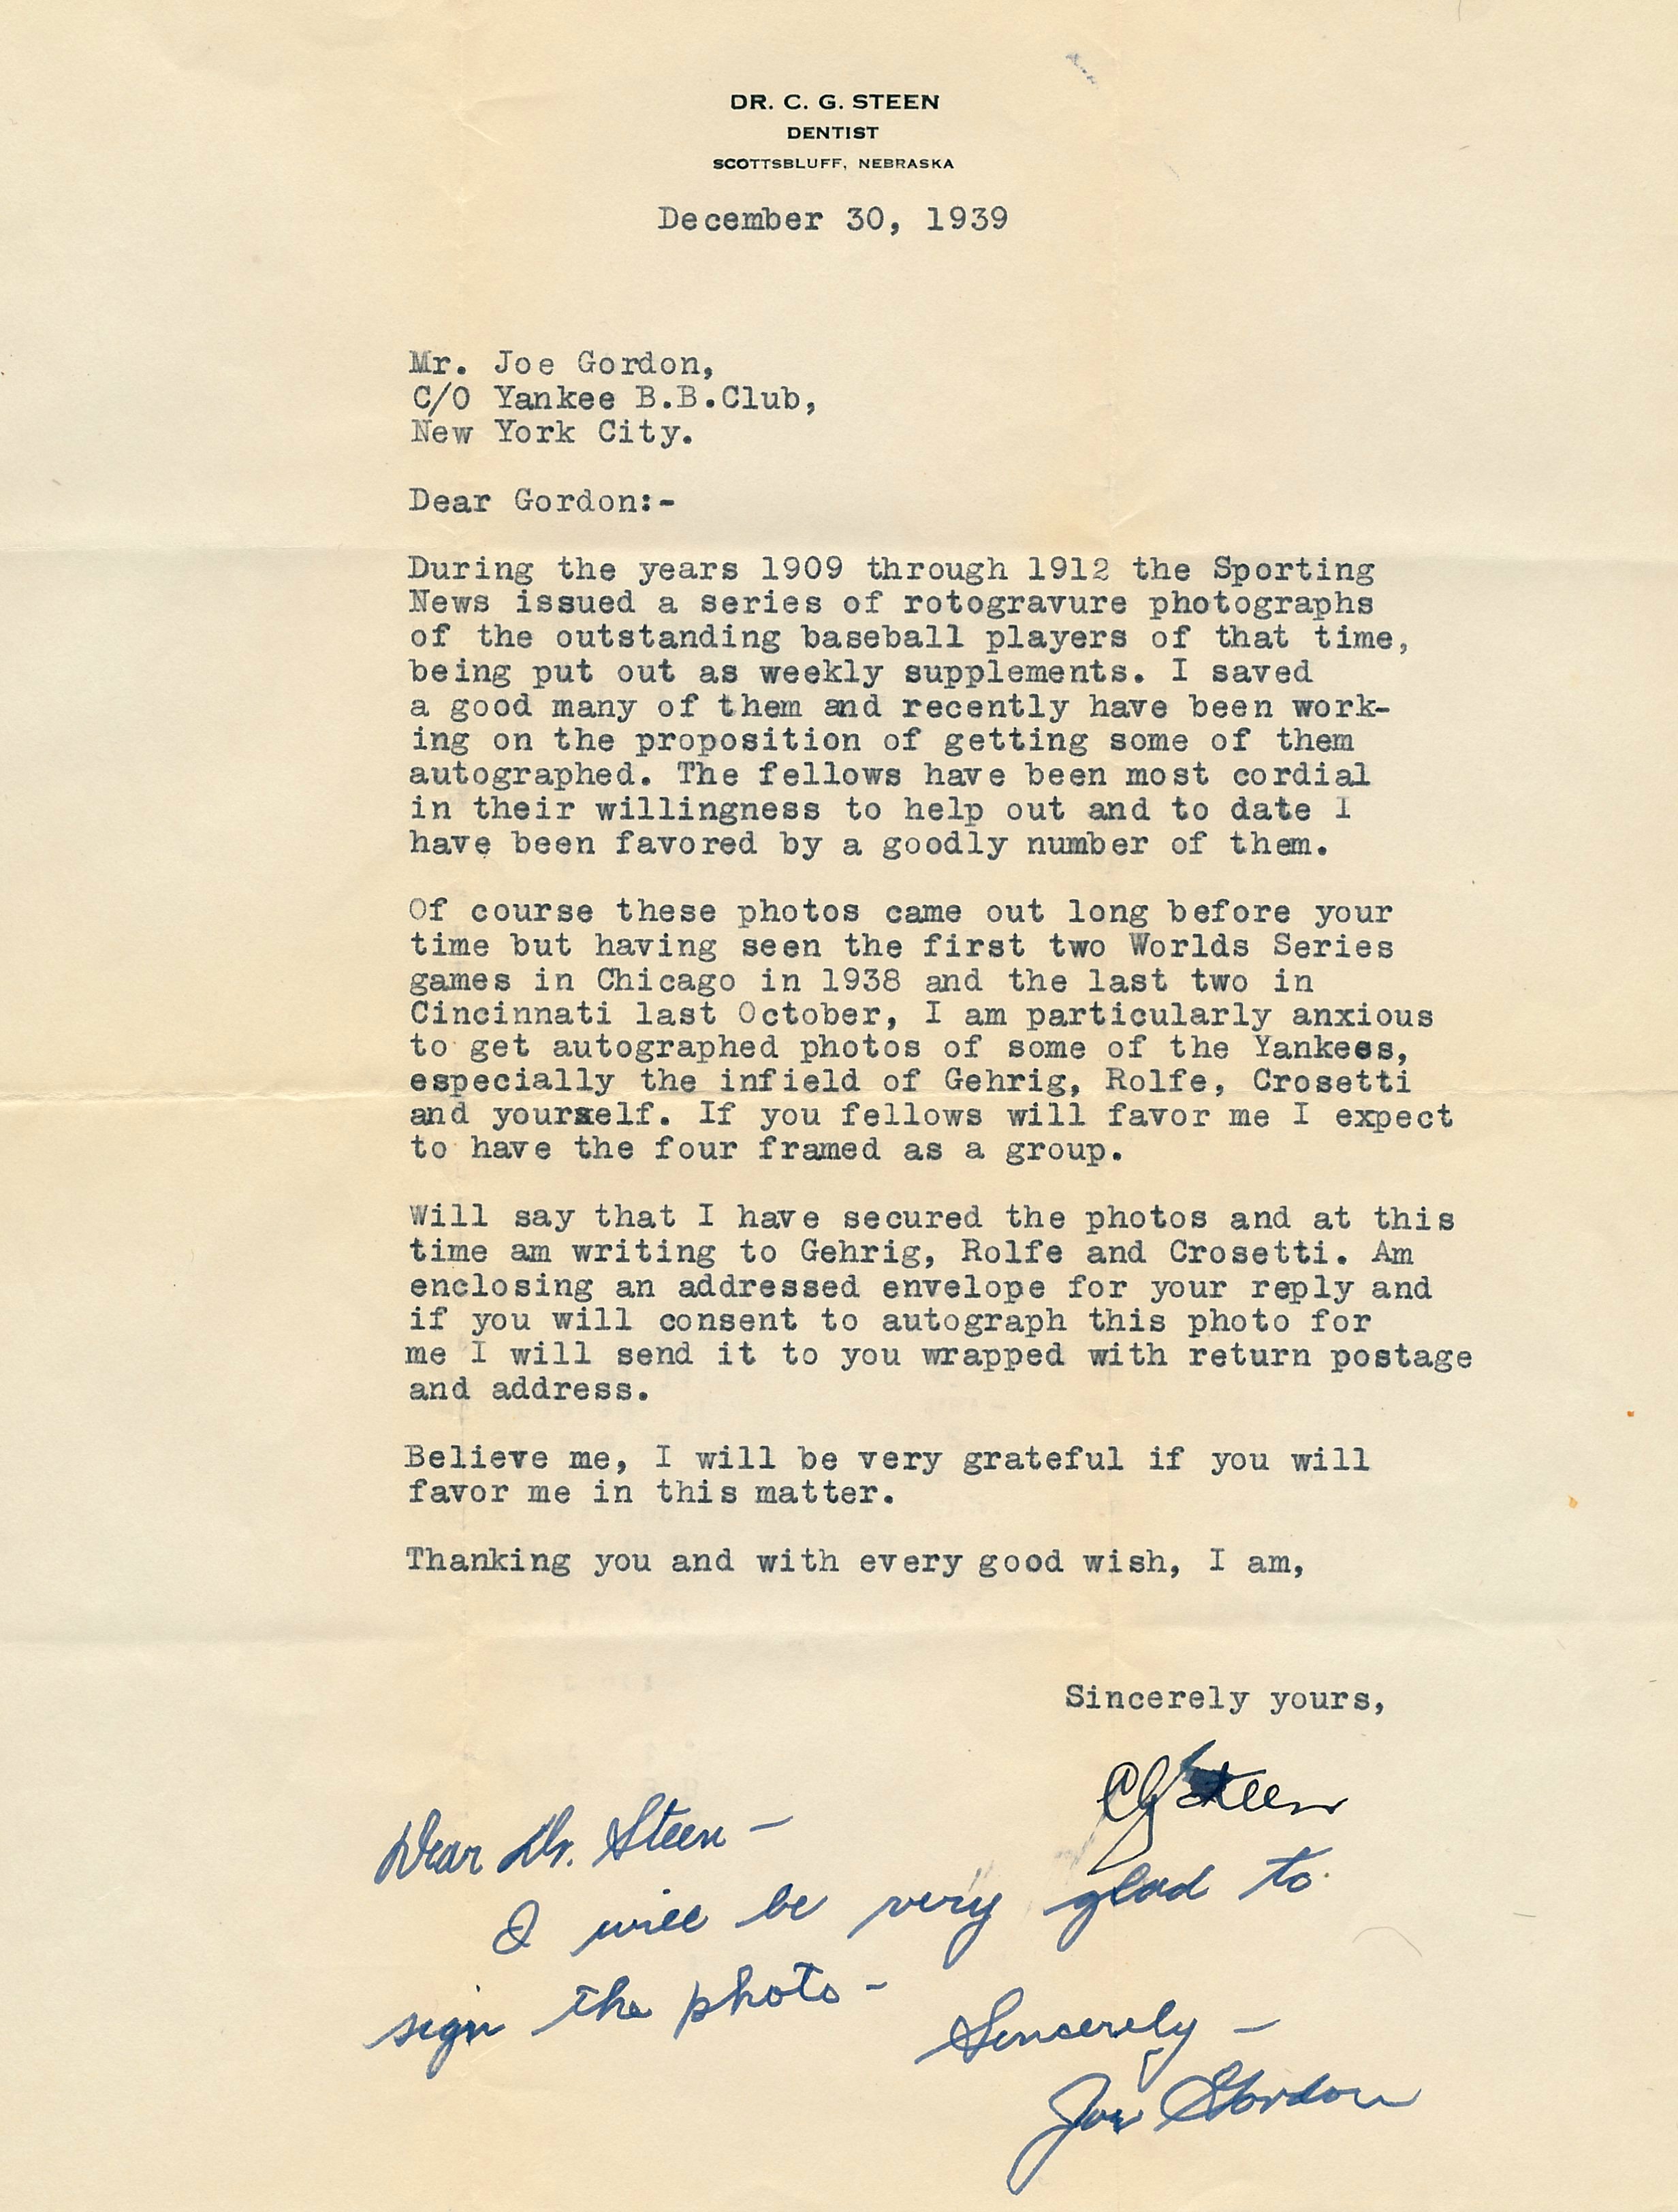 DR. C. G. STEEN
DENTIST
SCOTTSBLUFF, NEBRASKA
December 30, 1939
Mr. Joe Gordon,
C/O Yankee B.B.Club,
New York City.
Dear Gordon:-
During the years 1909 through 1912 the Sporting
News issued a series of rotogravure photographs
of the outstanding baseball players of that time,
being put out as weekly supplements. I saved
a good many of them and recently have been work-
ing on the proposition of getting some of them
autographed. The fellows have been most cordial
in their willingness to help out and to date I
have been favored by a goodly number of them.
Of course these photos came out long before your
time but having seen the first two Worlds Series
games in Chicago in 1938 and the last two in
Cincinnati last October, I am particularly anxious
to get autographed photos of some of the Yankees,
especially the infield of Gehrig, Rolfe, Crosetti
and yourself. If you fellows will favor me I expect
to have the four framed as a group.
Will say that I have secured the photos and at this
time am writing to Gehrig, Rolfe and Crosetti. Am
enclosing an addressed envelope for your reply and
if you will consent to autograph this photo for
me I will send it to you wrapped with return postage
and address.
Believe me, I will be very grateful if you will
favor me in this matter.
Thanking you and with every good wish, I am,
Sincerely yours,
CGSteen
Dear Dr. Steen -
I will be very glad to
sign the photo -
Sincerely -
Joe Gordon